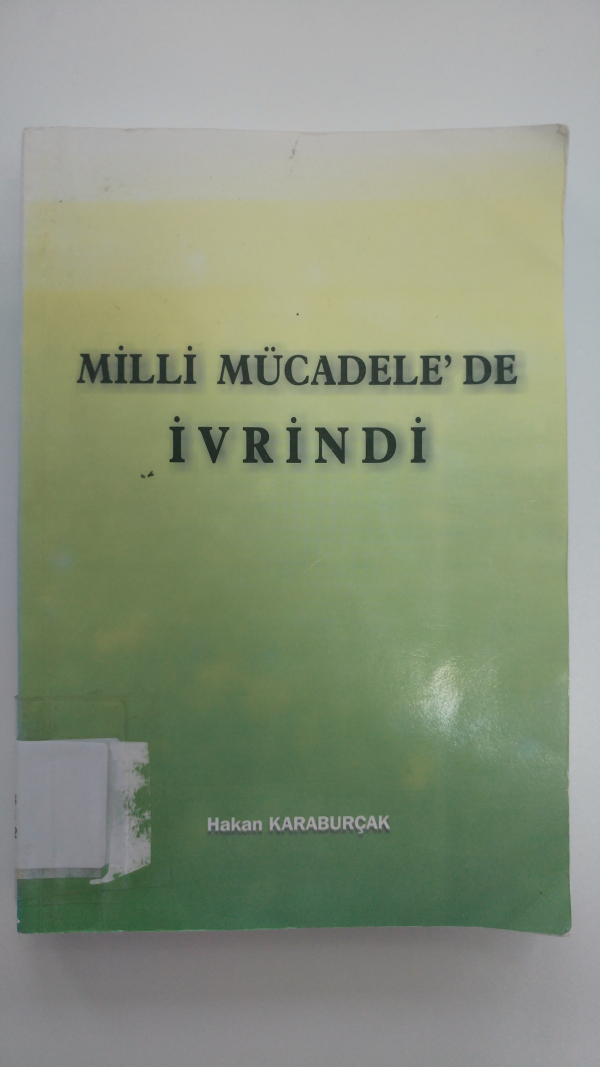 MİLLİ MÜCADELE' DE
İVRİNDİ
Hakan KARABURÇAK